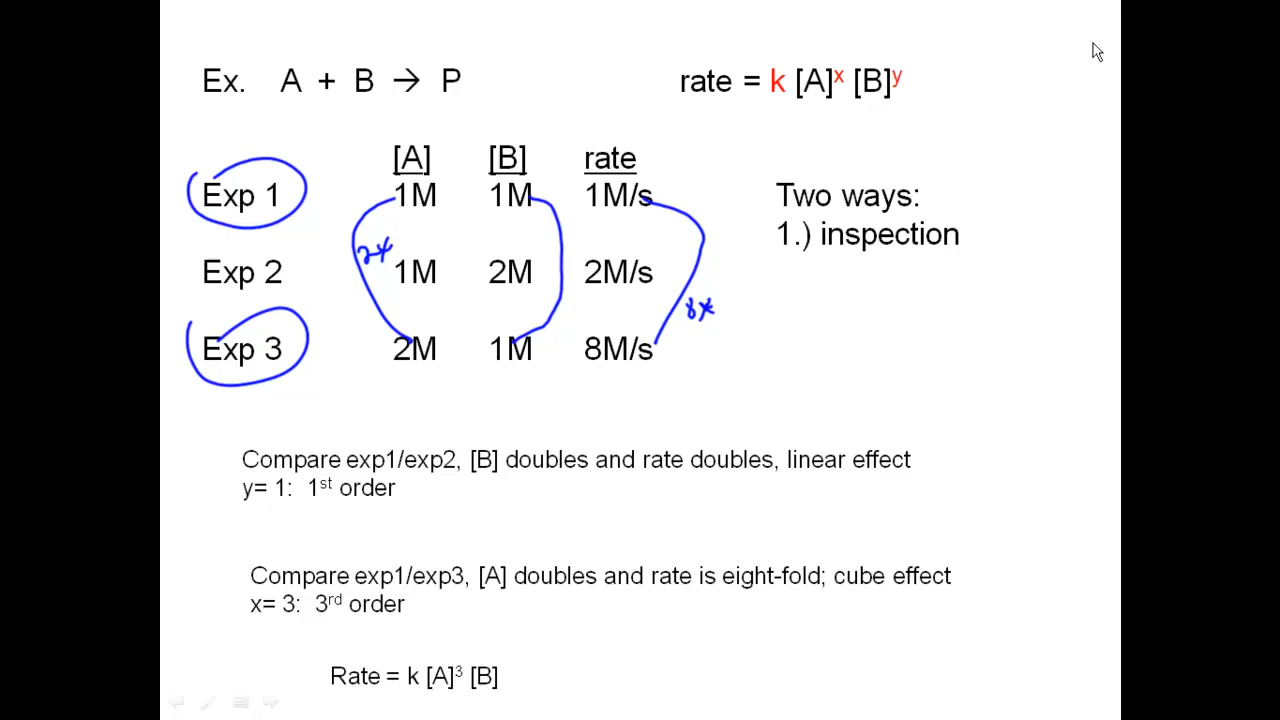 Ex. A + B → P rate = k [A]ˣ [B]ʸ
[A] [B] rate
Exp 1 1M 1M 1M/s Two ways:
1.) inspection
2x
Exp 2 1M 2M 2M/s
8x
Exp 3 2M 1M 8M/s
Compare exp1/exp2, [B] doubles and rate doubles, linear effect
y= 1: 1ˢᵗ order
Compare exp1/exp3, [A] doubles and rate is eight-fold; cube effect
x= 3: 3ʳᵈ order
Rate = k [A]³ [B]